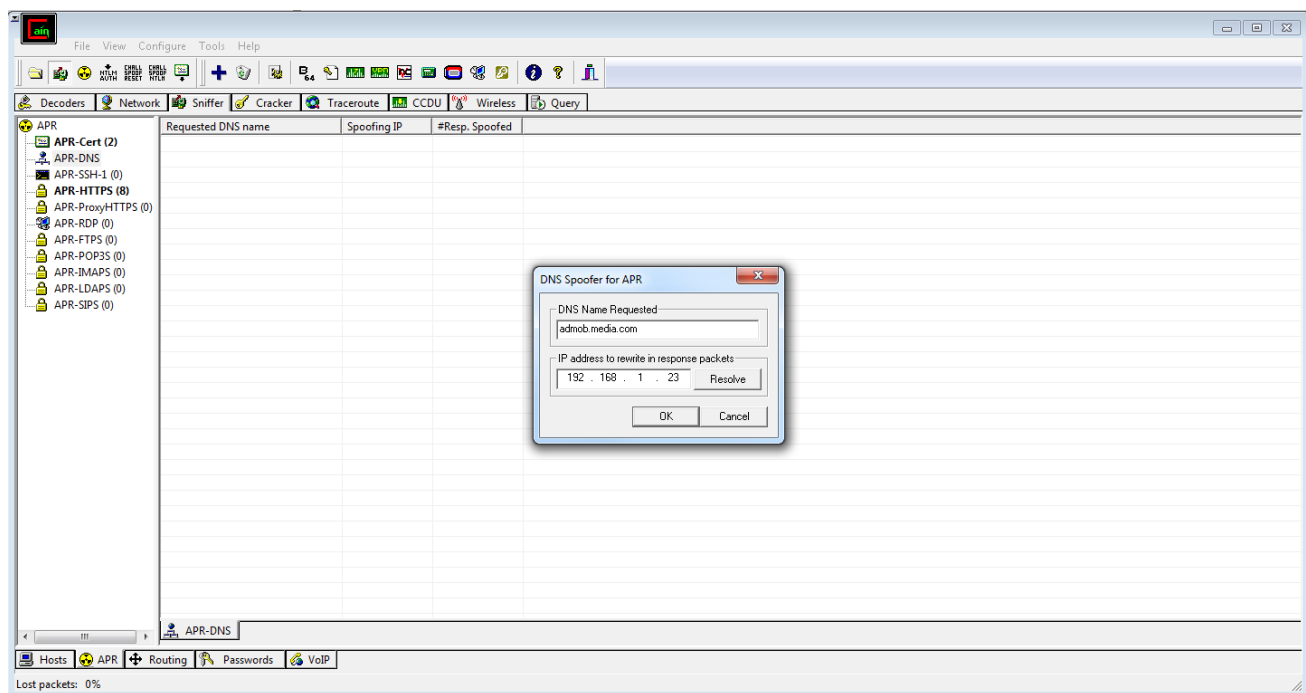 Cain
File View Configure Tools Help
NTLM AUTH
CHALL SPOOF RESET
CHALL SPOOF NTLM
B64
Decoders Network Sniffer Cracker Traceroute CCDU Wireless Query
APR
APR-Cert (2)
APR-DNS
APR-SSH-1 (0)
APR-HTTPS (8)
APR-ProxyHTTPS (0)
APR-RDP (0)
APR-FTPS (0)
APR-POP3S (0)
APR-IMAPS (0)
APR-LDAPS (0)
APR-SIPS (0)
Requested DNS name Spoofing IP #Resp. Spoofed
DNS Spoofer for APR
DNS Name Requested
admob.media.com
IP address to rewrite in response packets
192 . 168 . 1 . 23 Resolve
OK Cancel
APR-DNS
Hosts APR Routing Passwords VoIP
Lost packets: 0%